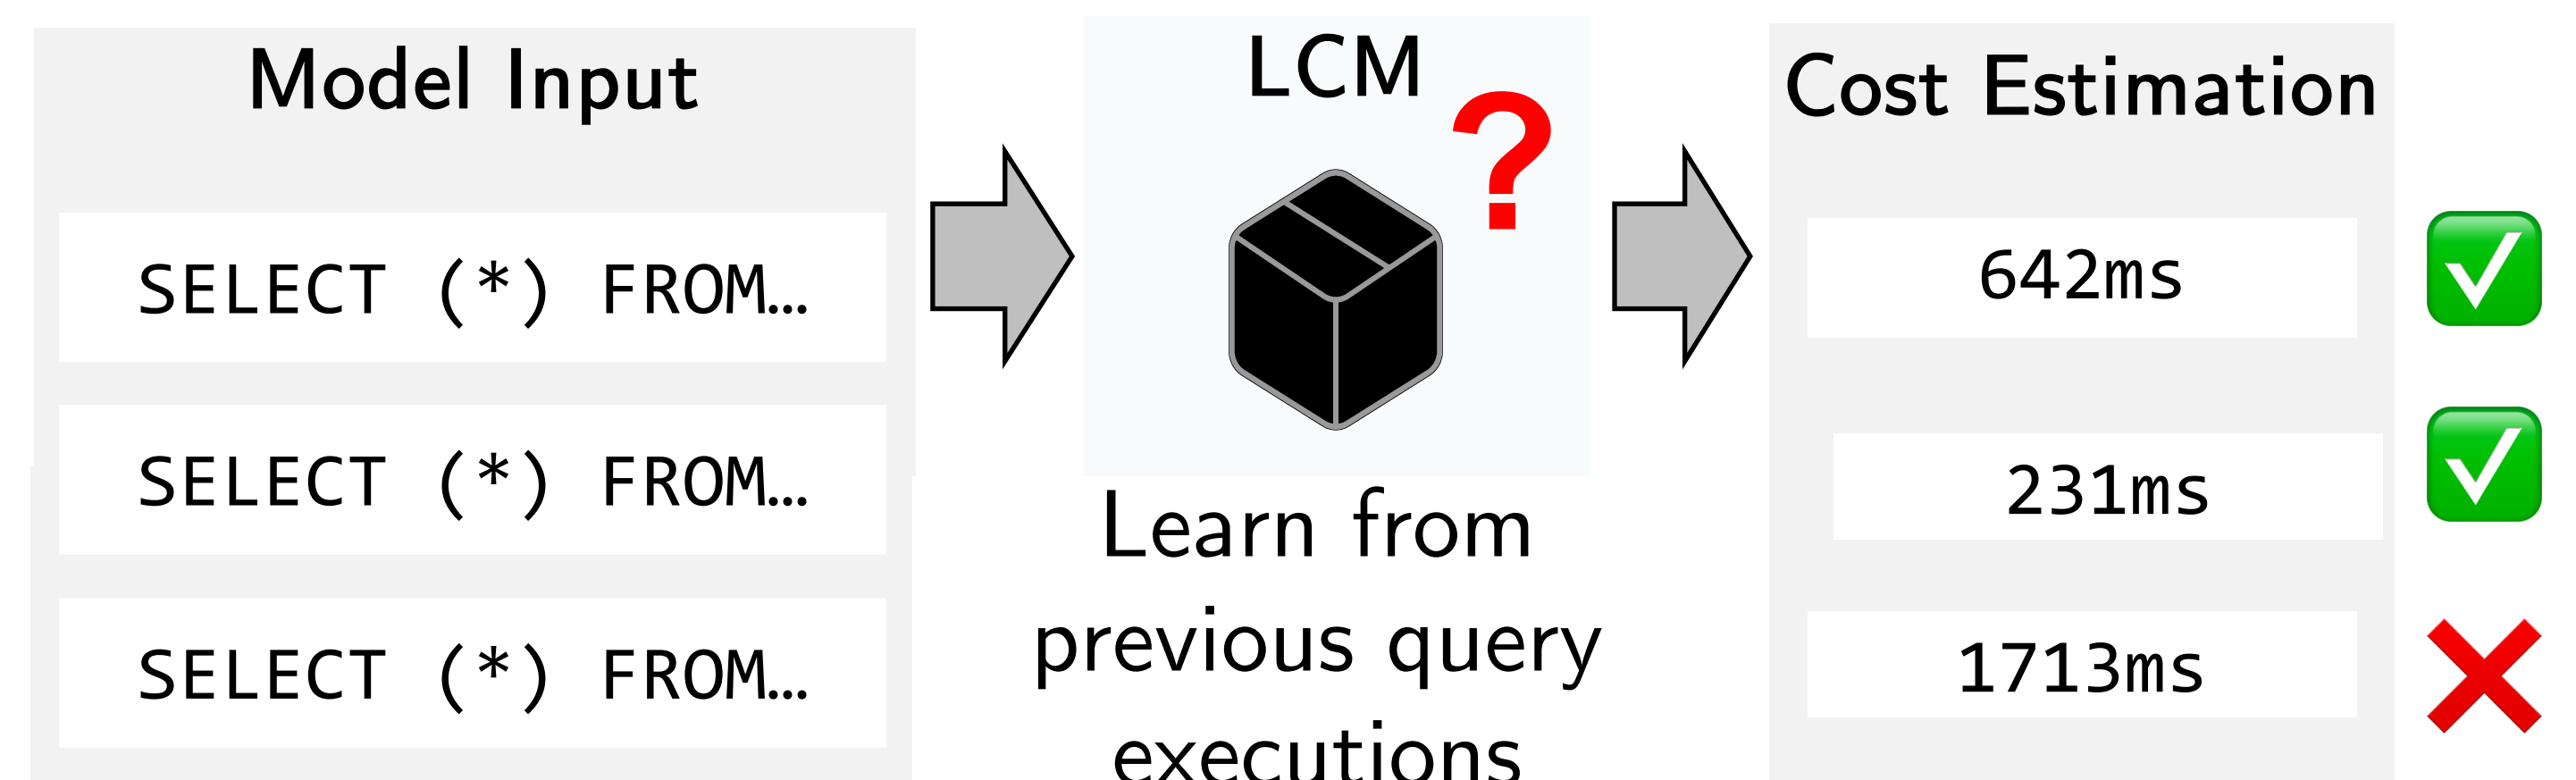 Model Input
SELECT (*) FROM…
SELECT (*) FROM…
SELECT (*) FROM…
LCM
?
Learn from
previous query
executions
Cost Estimation
642ms
231ms
1713ms